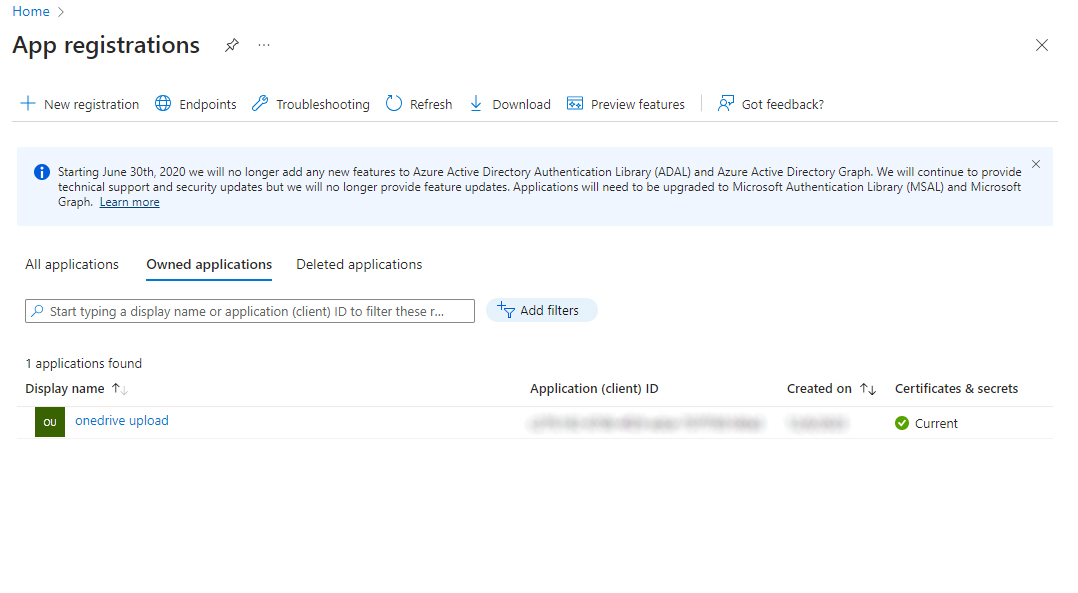 Home
App registrations
New registration Endpoints Troubleshooting Refresh Download Preview features Got feedback?
Starting June 30th, 2020 we will no longer add any new features to Azure Active Directory Authentication Library (ADAL) and Azure Active Directory Graph. We will continue to provide
technical support and security updates but we will no longer provide feature updates. Applications will need to be upgraded to Microsoft Authentication Library (MSAL) and Microsoft
Graph. Learn more
All applications Owned applications Deleted applications
Start typing a display name or application (client) ID to filter these r... Add filters
1 applications found
Display name Application (client) ID Created on Certificates & secrets
OU onedrive upload Current